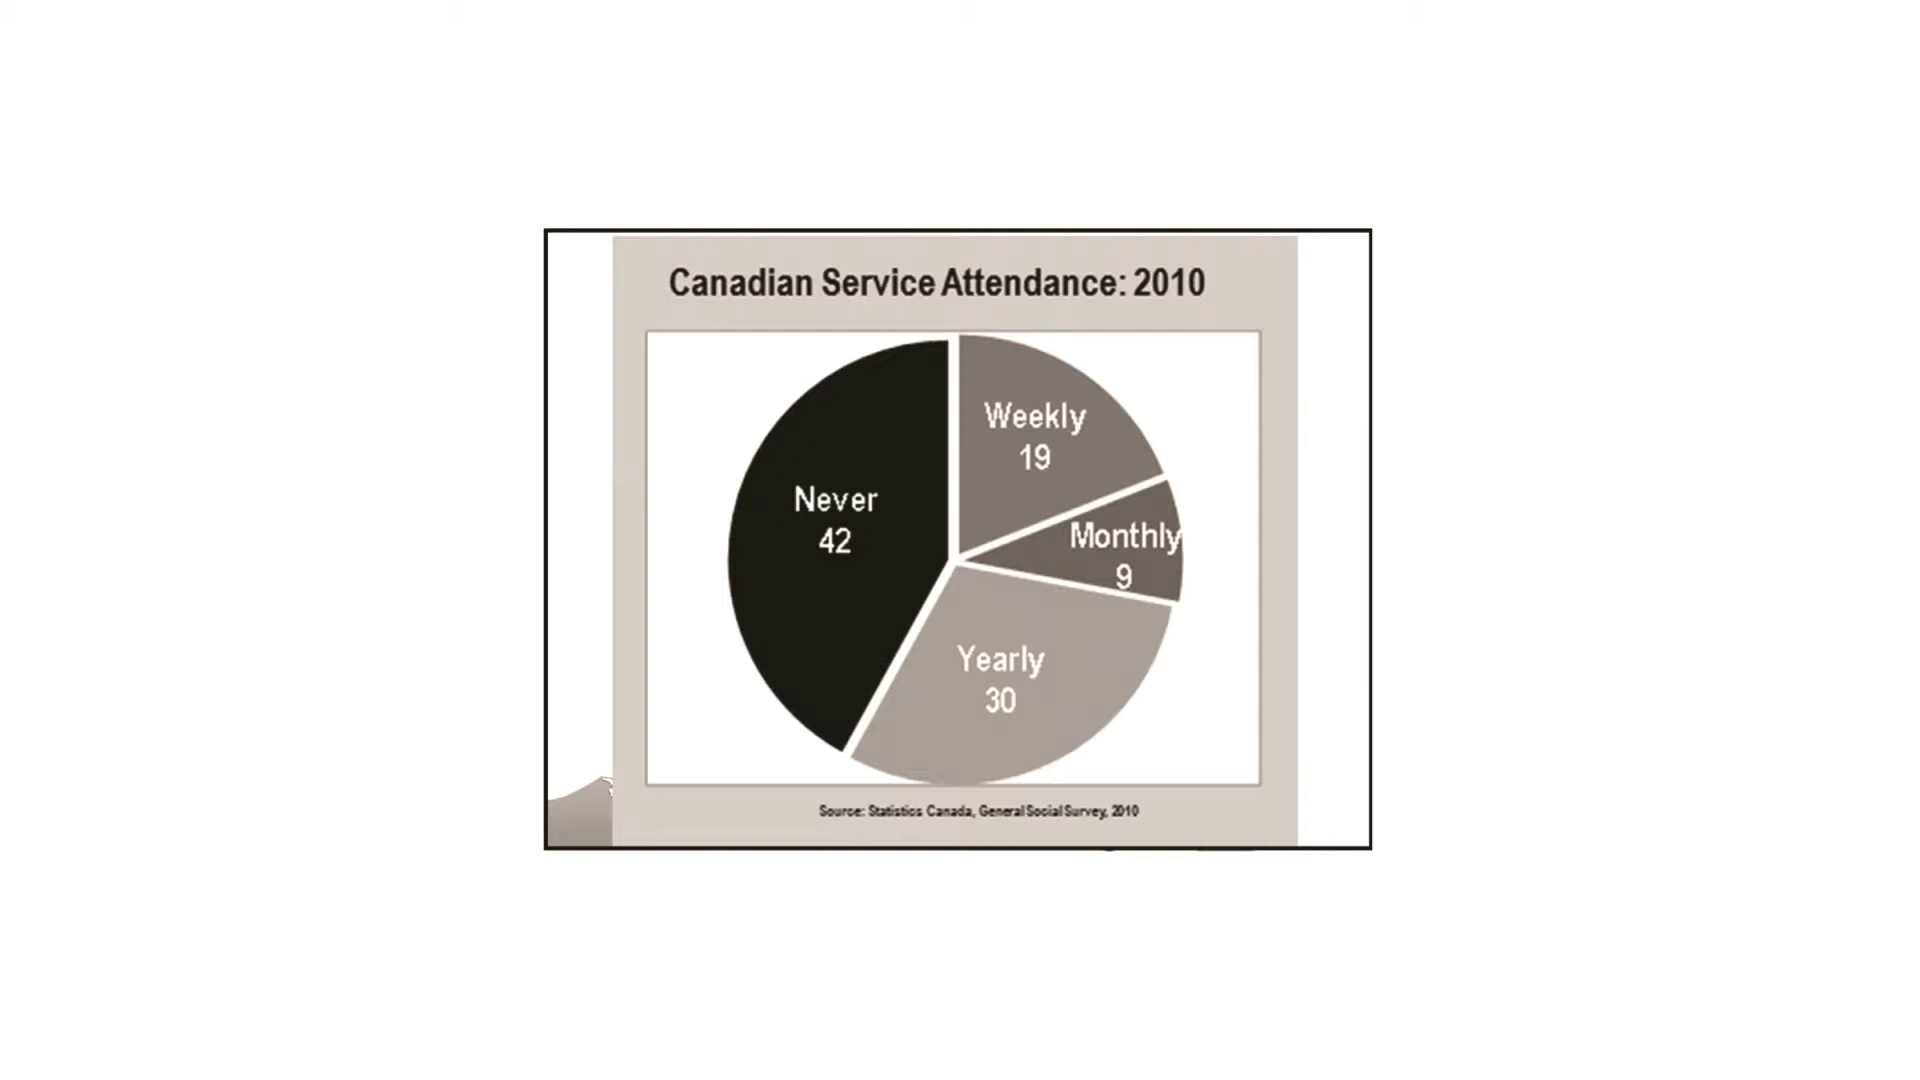 Canadian Service Attendance: 2010
Weekly
19
Never
42
Monthly
9
Yearly
30
Source: Statistics Canada, General Social Survey, 2010